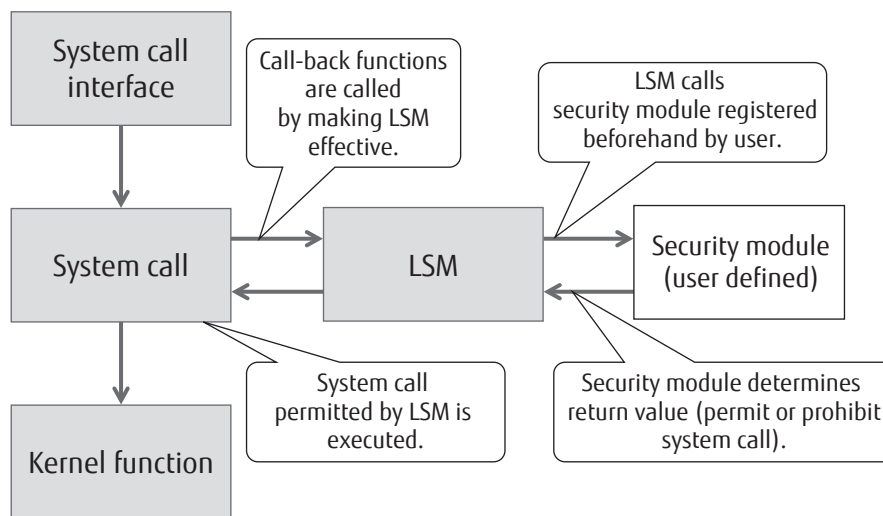 System call
interface
Call-back functions
are called
by making LSM
effective.
LSM calls
security module registered
beforehand by user.
System call
LSM
Security module
(user defined)
System call
permitted by LSM is
executed.
Security module determines
return value (permit or prohibit
system call).
Kernel function